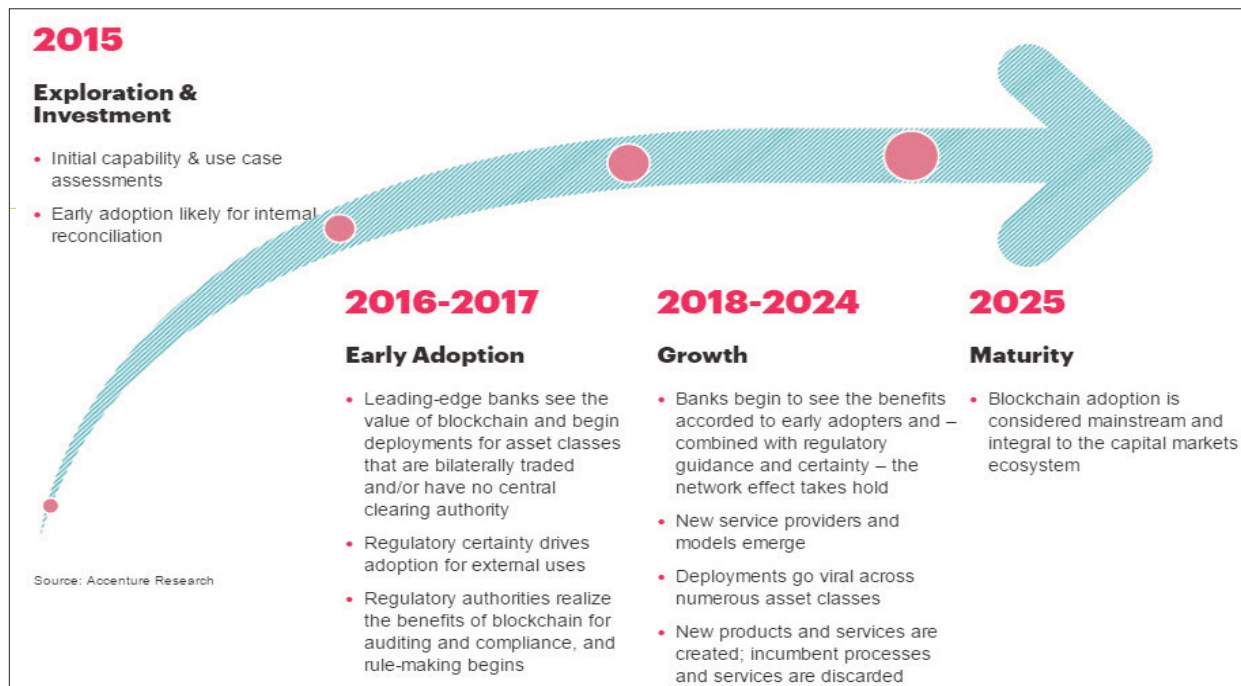 2015
Exploration &
Investment
• Initial capability & use case
assessments
• Early adoption likely for internal
reconciliation
2016-2017
Early Adoption
• Leading-edge banks see the
value of blockchain and begin
deployments for asset classes
that are bilaterally traded
and/or have no central
clearing authority
• Regulatory certainty drives
adoption for external uses
• Regulatory authorities realize
the benefits of blockchain for
auditing and compliance, and
rule-making begins
2018-2024
Growth
• Banks begin to see the benefits
accorded to early adopters and –
combined with regulatory
guidance and certainty – the
network effect takes hold
• New service providers and
models emerge
• Deployments go viral across
numerous asset classes
• New products and services are
created; incumbent processes
and services are discarded
2025
Maturity
• Blockchain adoption is
considered mainstream and
integral to the capital markets
ecosystem
Source: Accenture Research